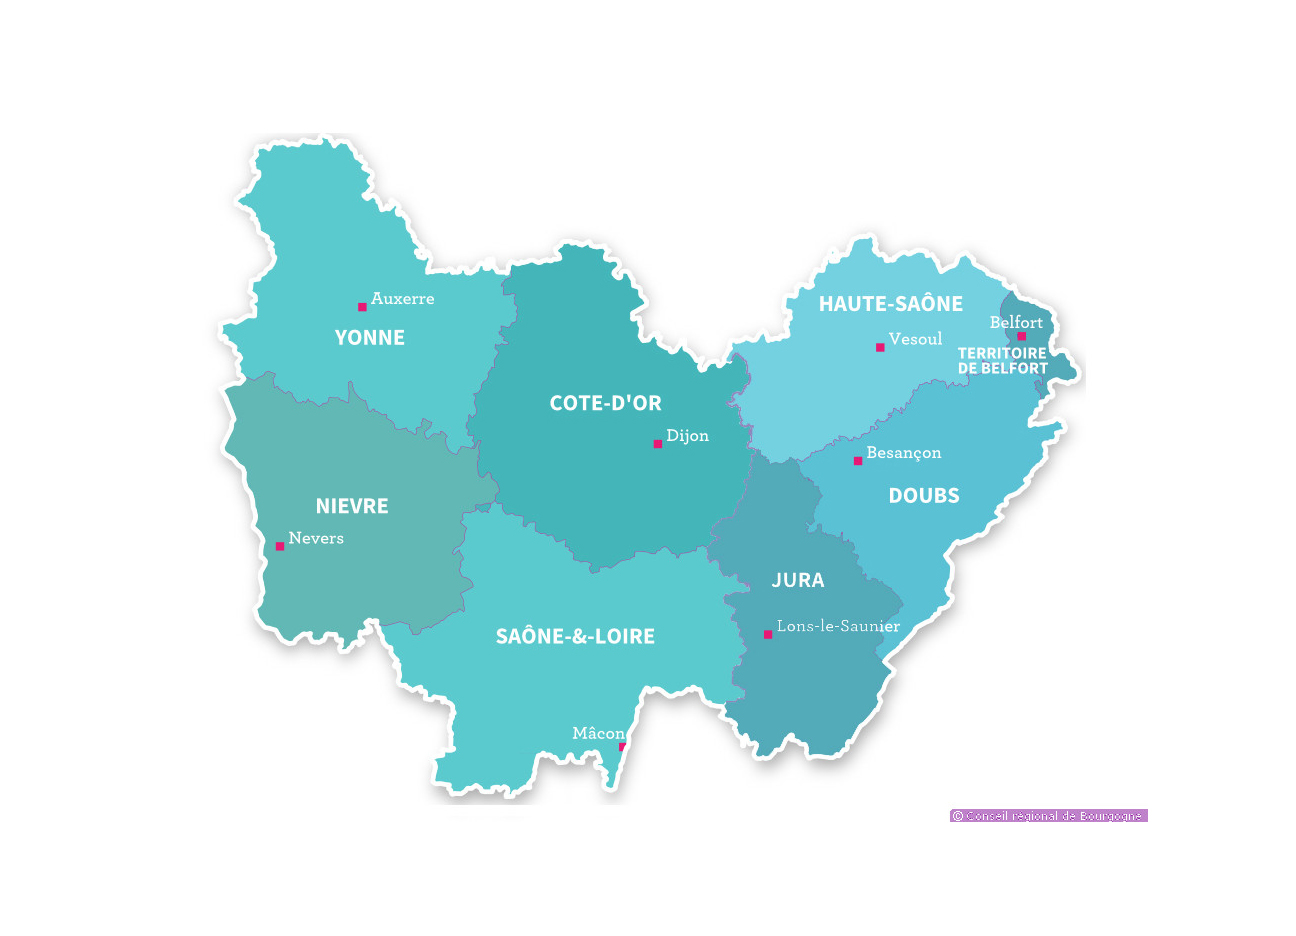 Auxerre
YONNE
HAUTE-SAÔNE
Belfort
Vesoul
TERRITOIRE
DE BELFORT
COTE-D'OR
Dijon
Besançon
DOUBS
NIEVRE
Nevers
JURA
Lons-le-Saunier
SAÔNE-&-LOIRE
Mâcon
© Conseil régional de Bourgogne